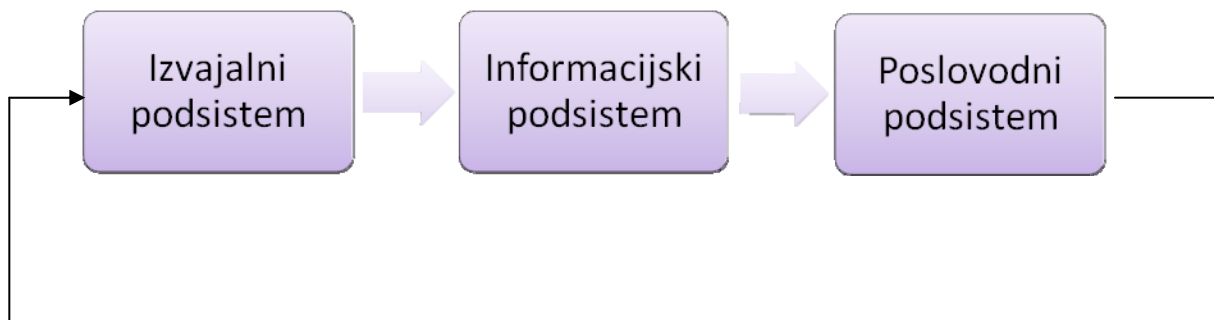 Izvajalni
podsistem
Informacijski
podsistem
Poslovodni
podsistem